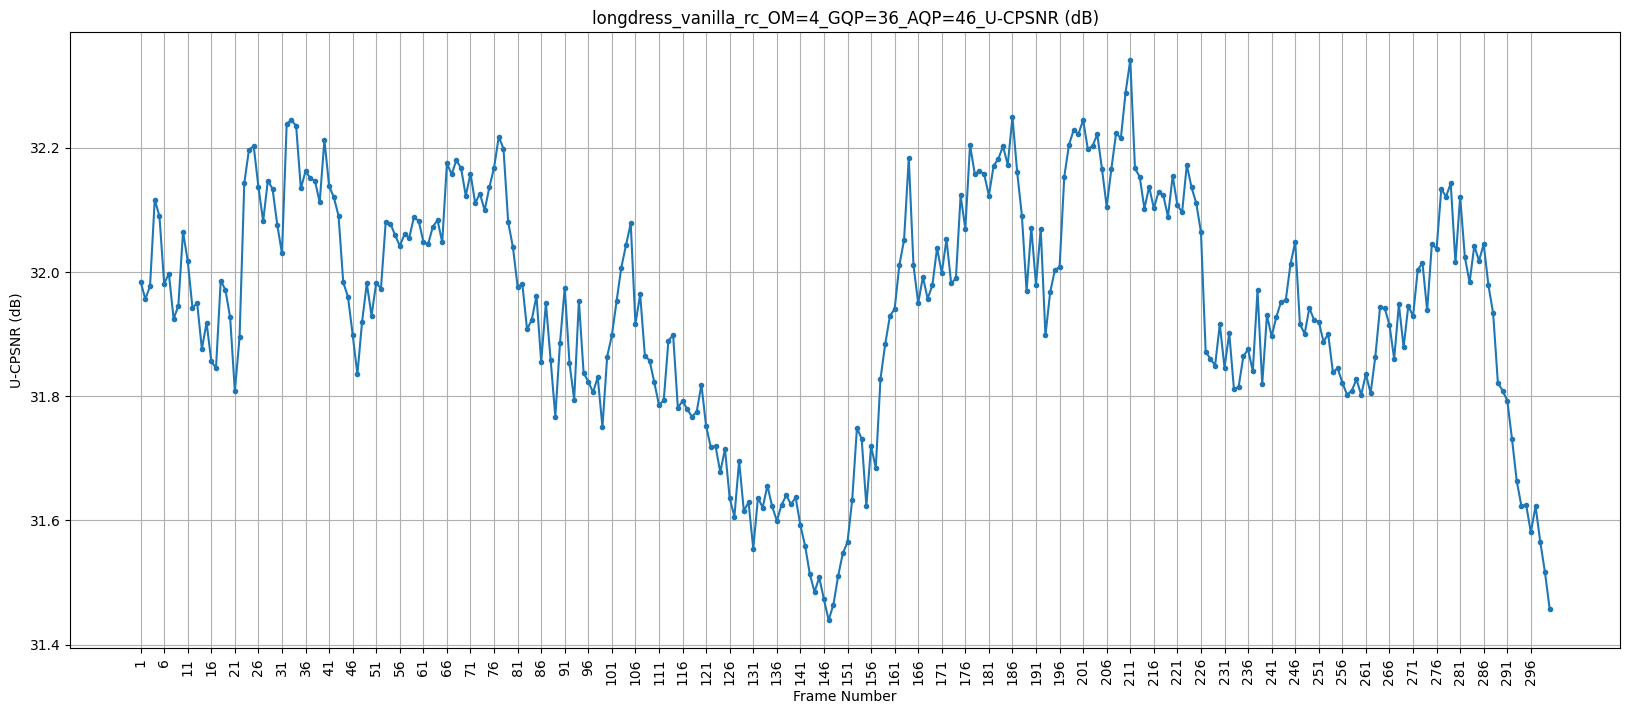 longdress_vanilla_rc_OM=4_GQP=36_AQP=46_U-CPSNR (dB)
U-CPSNR (dB)
32.2
32.0
31.8
31.6
31.4
1 6 11 16 21 26 31 36 41 46 51 56 61 66 71 76 81 86 91 96 101 106 111 116 121 126 131 136 141 146 151 156 161 166 171 176 181 186 191 196 201 206 211 216 221 226 231 236 241 246 251 256 261 266 271 276 281 286 291 296
Frame Number